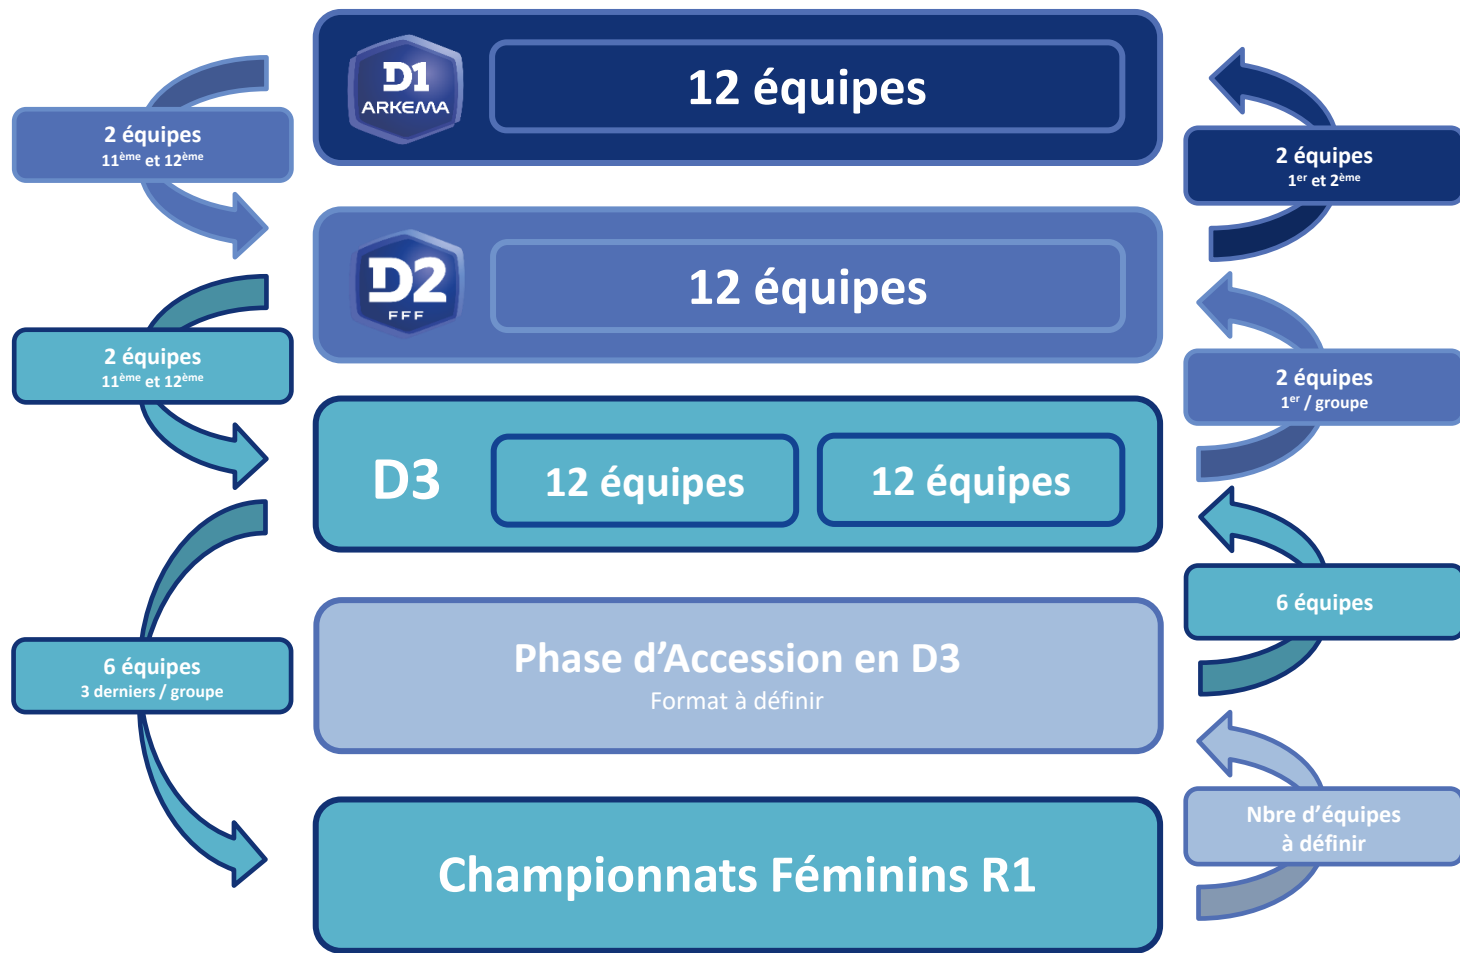 D1
ARKEMA
12 équipes
2 équipes
11ème et 12ème
2 équipes
1er et 2ème
D2
FFF
12 équipes
2 équipes
11ème et 12ème
2 équipes
1er / groupe
D3
12 équipes
12 équipes
6 équipes
3 derniers / groupe
6 équipes
Phase d’Accession en D3
Format à définir
Nbre d’équipes
à définir
Championnats Féminins R1